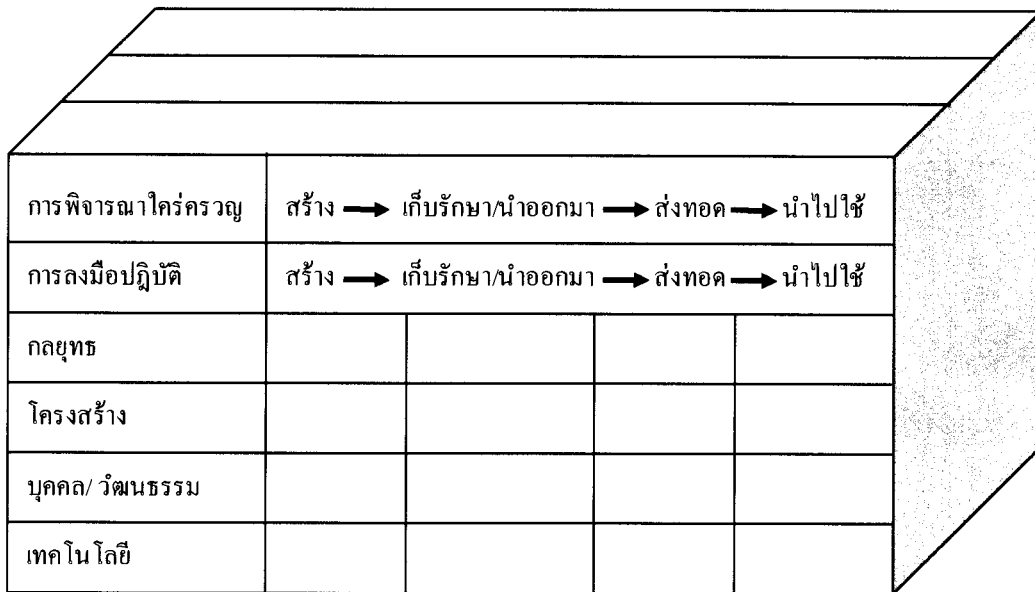 การพิจารณาใคร่ครวญ สร้าง → เก็บรักษา/นำออกมา → ส่งทอด → นำไปใช้
การลงมือปฎิบัติ สร้าง → เก็บรักษา/นำออกมา → ส่งทอด → นำไปใช้
กลยุทธ
โครงสร้าง
บุคคล/ วัฒนธรรม
เทคโนโลยี